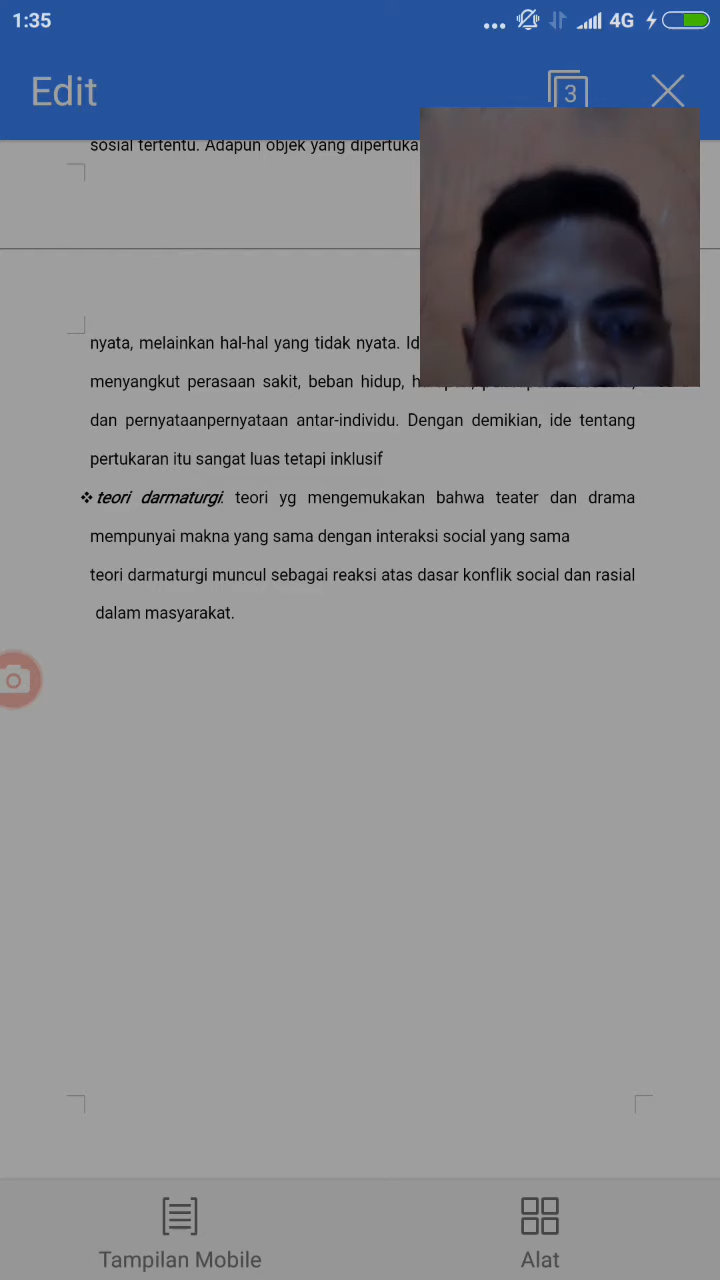 1:35
... 4G
Edit
3
sosial tertentu. Adapun objek yang dipertuka
nyata, melainkan hal-hal yang tidak nyata. Id
menyangkut perasaan sakit, beban hidup,
dan pernyataanpernyataan antar-individu. Dengan demikian, ide tentang
pertukaran itu sangat luas tetapi inklusif
❖ teori darmaturgi. teori yg mengemukakan bahwa teater dan drama
mempunyai makna yang sama dengan interaksi social yang sama
teori darmaturgi muncul sebagai reaksi atas dasar konflik social dan rasial
dalam masyarakat.
Tampilan Mobile
Alat